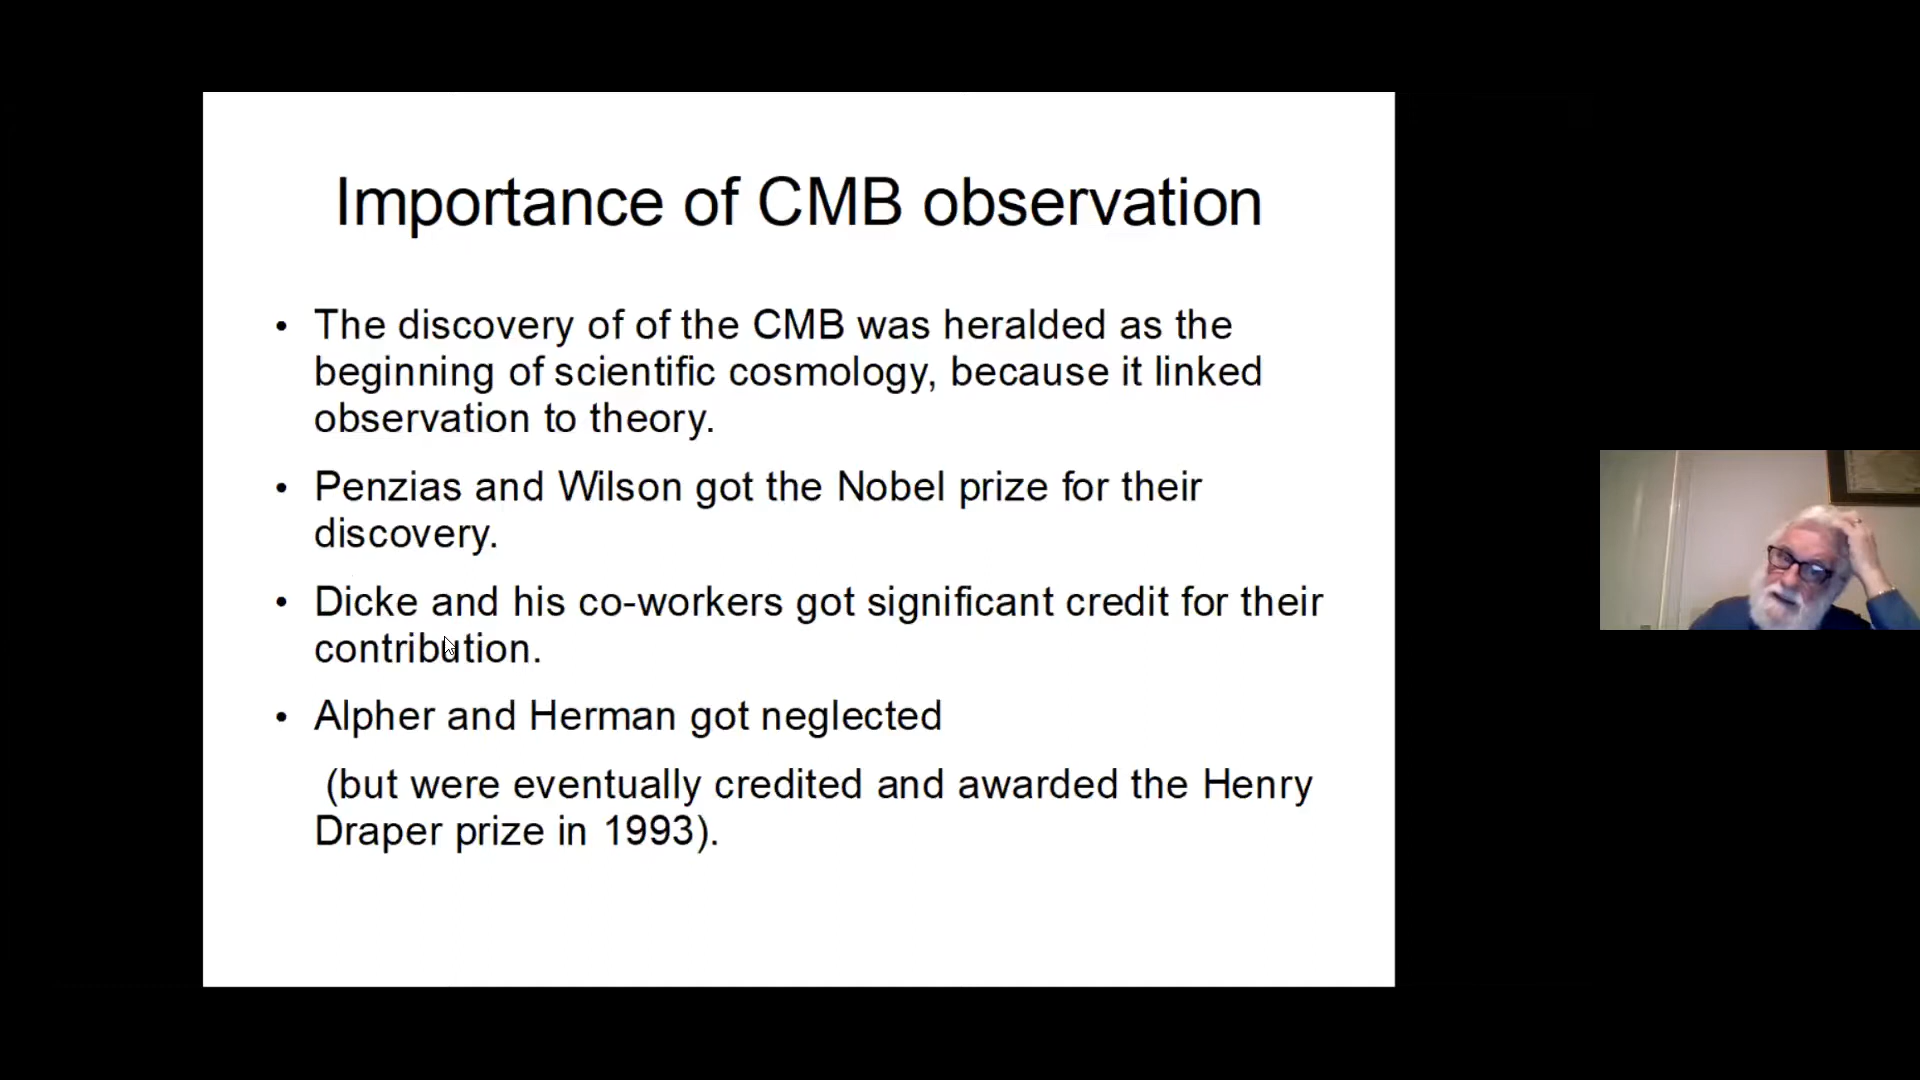 Importance of CMB observation
• The discovery of of the CMB was heralded as the
beginning of scientific cosmology, because it linked
observation to theory.
• Penzias and Wilson got the Nobel prize for their
discovery.
• Dicke and his co-workers got significant credit for their
contribution.
• Alpher and Herman got neglected
(but were eventually credited and awarded the Henry
Draper prize in 1993).